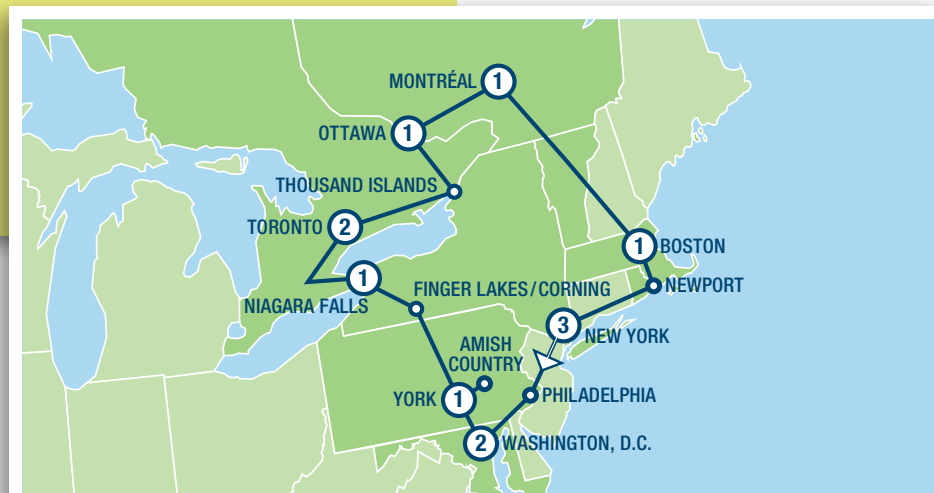 MONTRÉAL
1
OTTAWA
1
THOUSAND ISLANDS
TORONTO
2
1
BOSTON
NEWPORT
1
NIAGARA FALLS
FINGER LAKES/CORNING
3
NEW YORK
AMISH
COUNTRY
YORK
1
PHILADELPHIA
2
WASHINGTON, D.C.